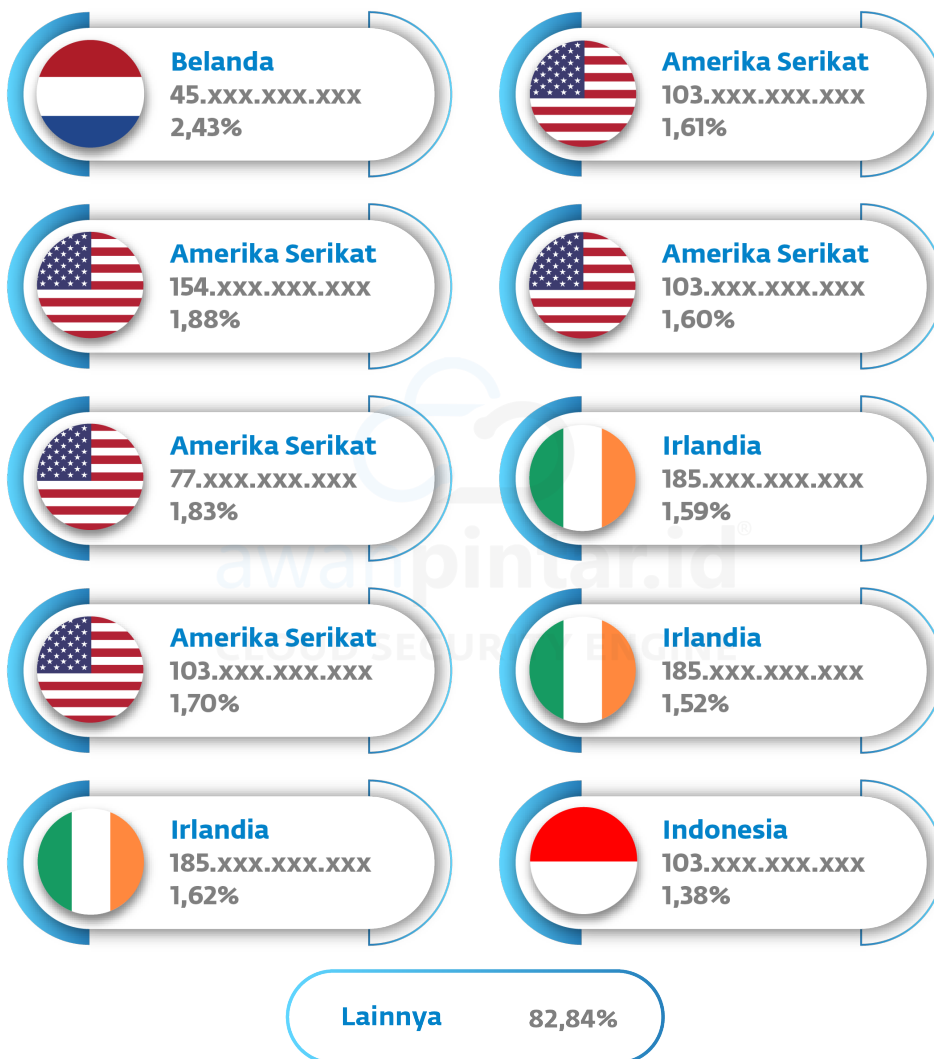 Belanda
45.xxx.xxx.xxx
2,43%
Amerika Serikat
154.xxx.xxx.xxx
1,88%
Amerika Serikat
77.xxx.xxx.xxx
1,83%
Amerika Serikat
103.xxx.xxx.xxx
1,70%
Irlandia
185.xxx.xxx.xxx
1,62%
Amerika Serikat
103.xxx.xxx.xxx
1,61%
Amerika Serikat
103.xxx.xxx.xxx
1,60%
Irlandia
185.xxx.xxx.xxx
1,59%
Irlandia
185.xxx.xxx.xxx
1,52%
Indonesia
103.xxx.xxx.xxx
1,38%
Lainnya 82,84%
awanpintar.id®
CLOUD SECURITY ENGINE